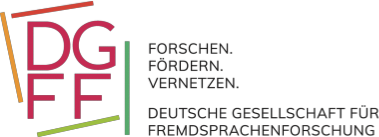 DG
FF
FORSCHEN.
FÖRDERN.
VERNETZEN.
DEUTSCHE GESELLSCHAFT FÜR
FREMDSPRACHENFORSCHUNG